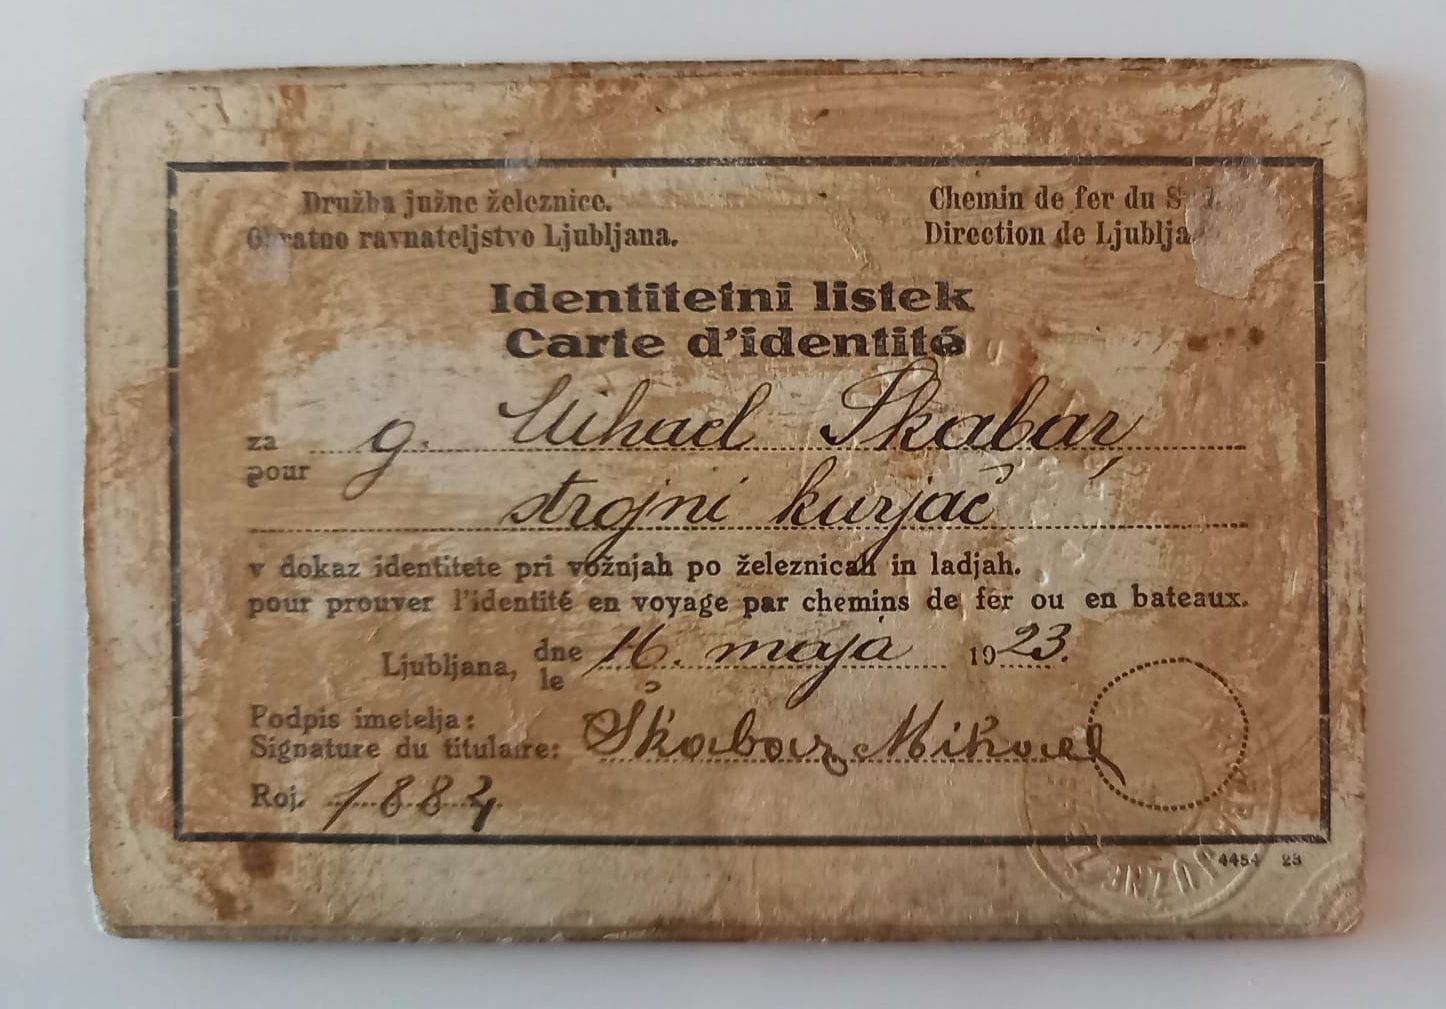 Družba južne železnice.
Obratno ravnateljstvo Ljubljana.
Chemin de fer du
Direction de
Identitetni listek
Carte d'identité
za
pour
g. Mihael Škabar,
strojni kurjač
v dokaz identitete pri vožnjah po železnicah in ladjah.
pour prouver l'identité en voyage par chemins de fer ou en bateaux.
Ljubljana, dne
le
16. maja 1923.
Podpis imetelja:
Signature du titulaire: Škabar Mihael
Roj. 1884
4454 23